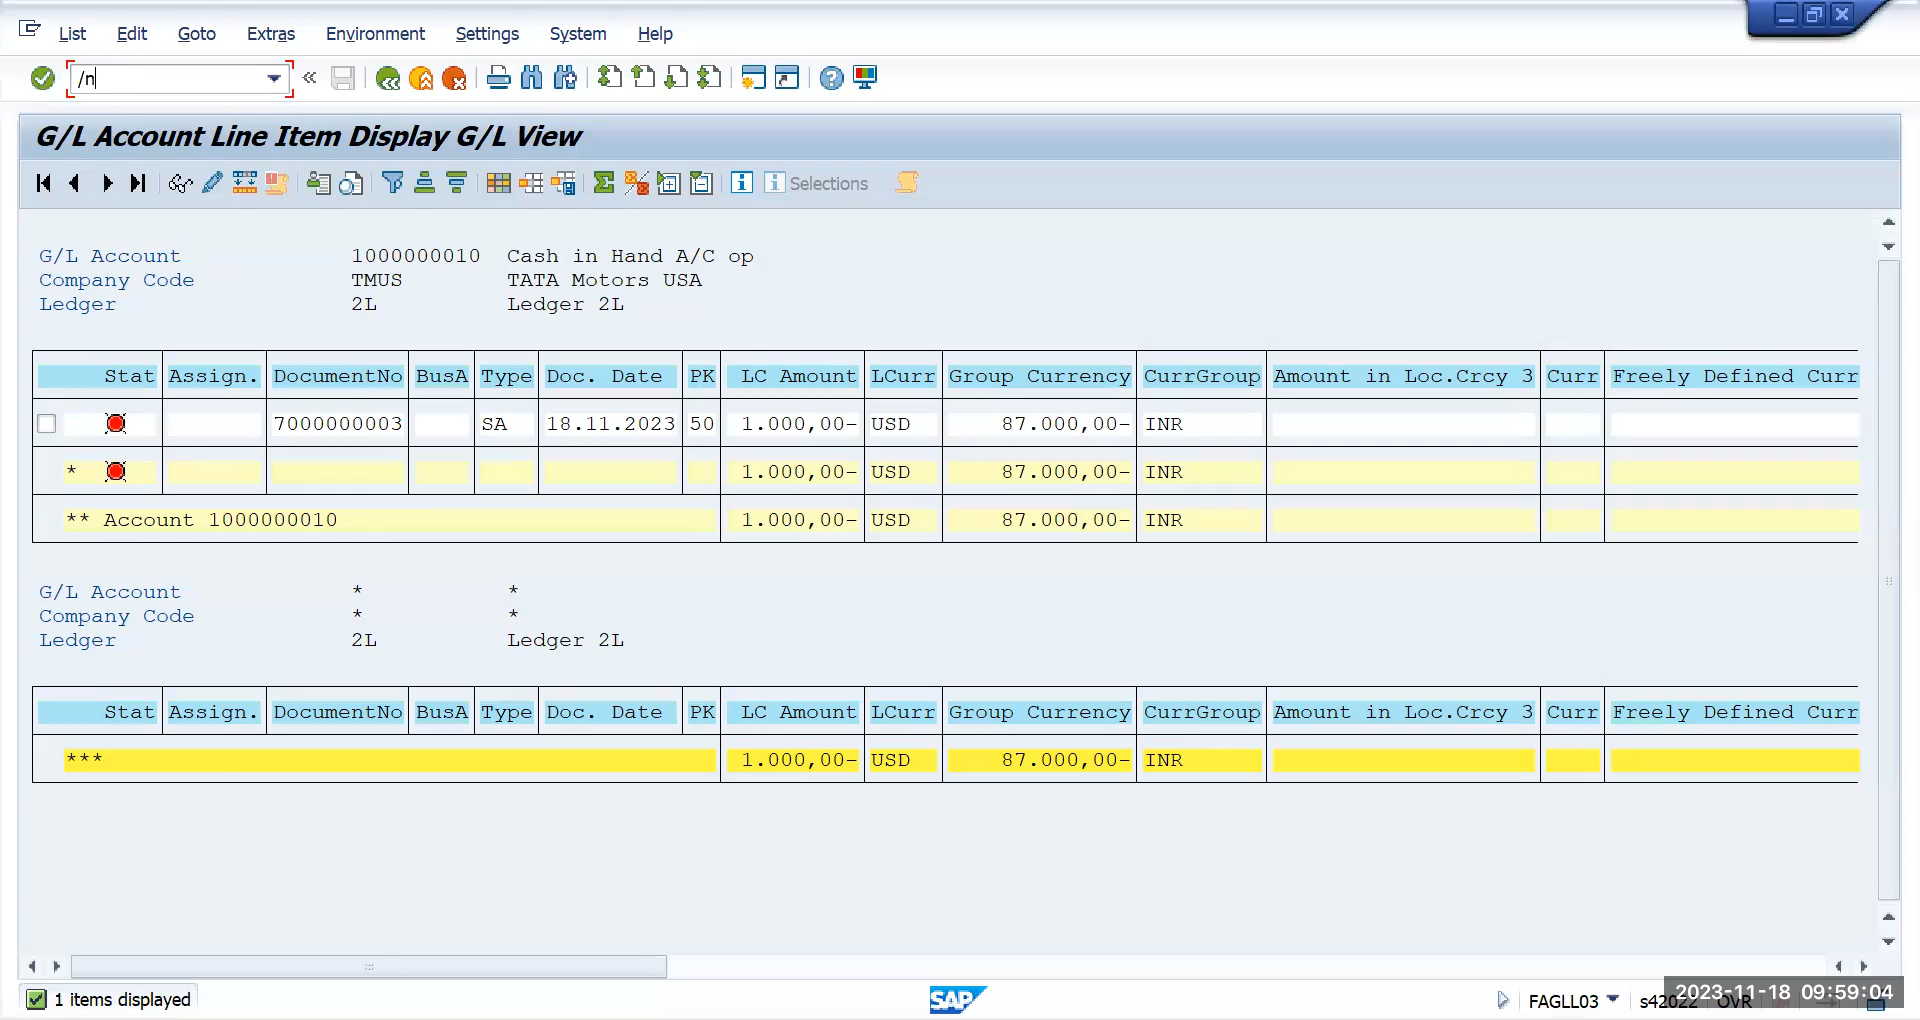 List Edit Goto Extras Environment Settings System Help
/n
G/L Account Line Item Display G/L View
Selections
G/L Account 1000000010 Cash in Hand A/C op
Company Code TMUS TATA Motors USA
Ledger 2L Ledger 2L
Stat Assign. DocumentNo BusA Type Doc. Date PK LC Amount LCurr Group Currency CurrGroup Amount in Loc.Crcy 3 Curr Freely Defined Curr
7000000003 SA 18.11.2023 50 1.000,00- USD 87.000,00- INR
* 1.000,00- USD 87.000,00- INR
** Account 1000000010 1.000,00- USD 87.000,00- INR
G/L Account * *
Company Code * *
Ledger 2L Ledger 2L
Stat Assign. DocumentNo BusA Type Doc. Date PK LC Amount LCurr Group Currency CurrGroup Amount in Loc.Crcy 3 Curr Freely Defined Curr
*** 1.000,00- USD 87.000,00- INR
1 items displayed
SAP
FAGLL03 s42022 OVR
2023-11-18 09:59:04